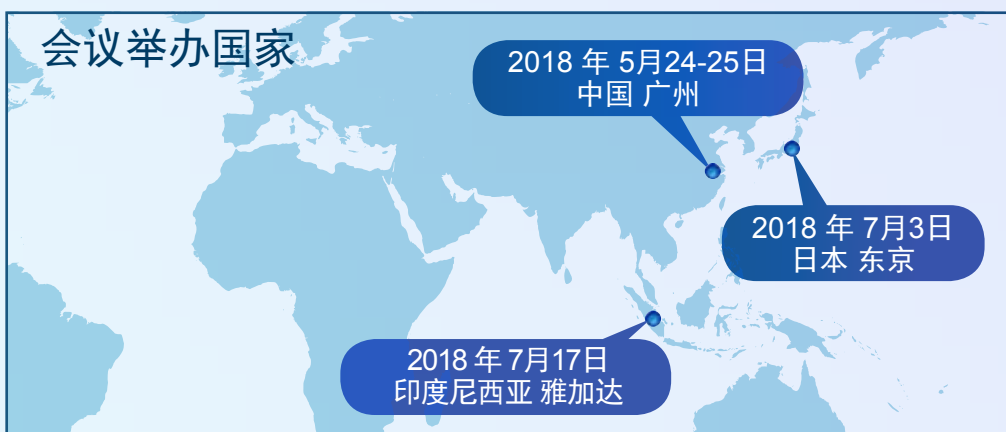 会议举办国家
2018 年 5月24-25日
中国 广州
2018 年 7月3日
日本 东京
2018 年 7月17日
印度尼西亚 雅加达